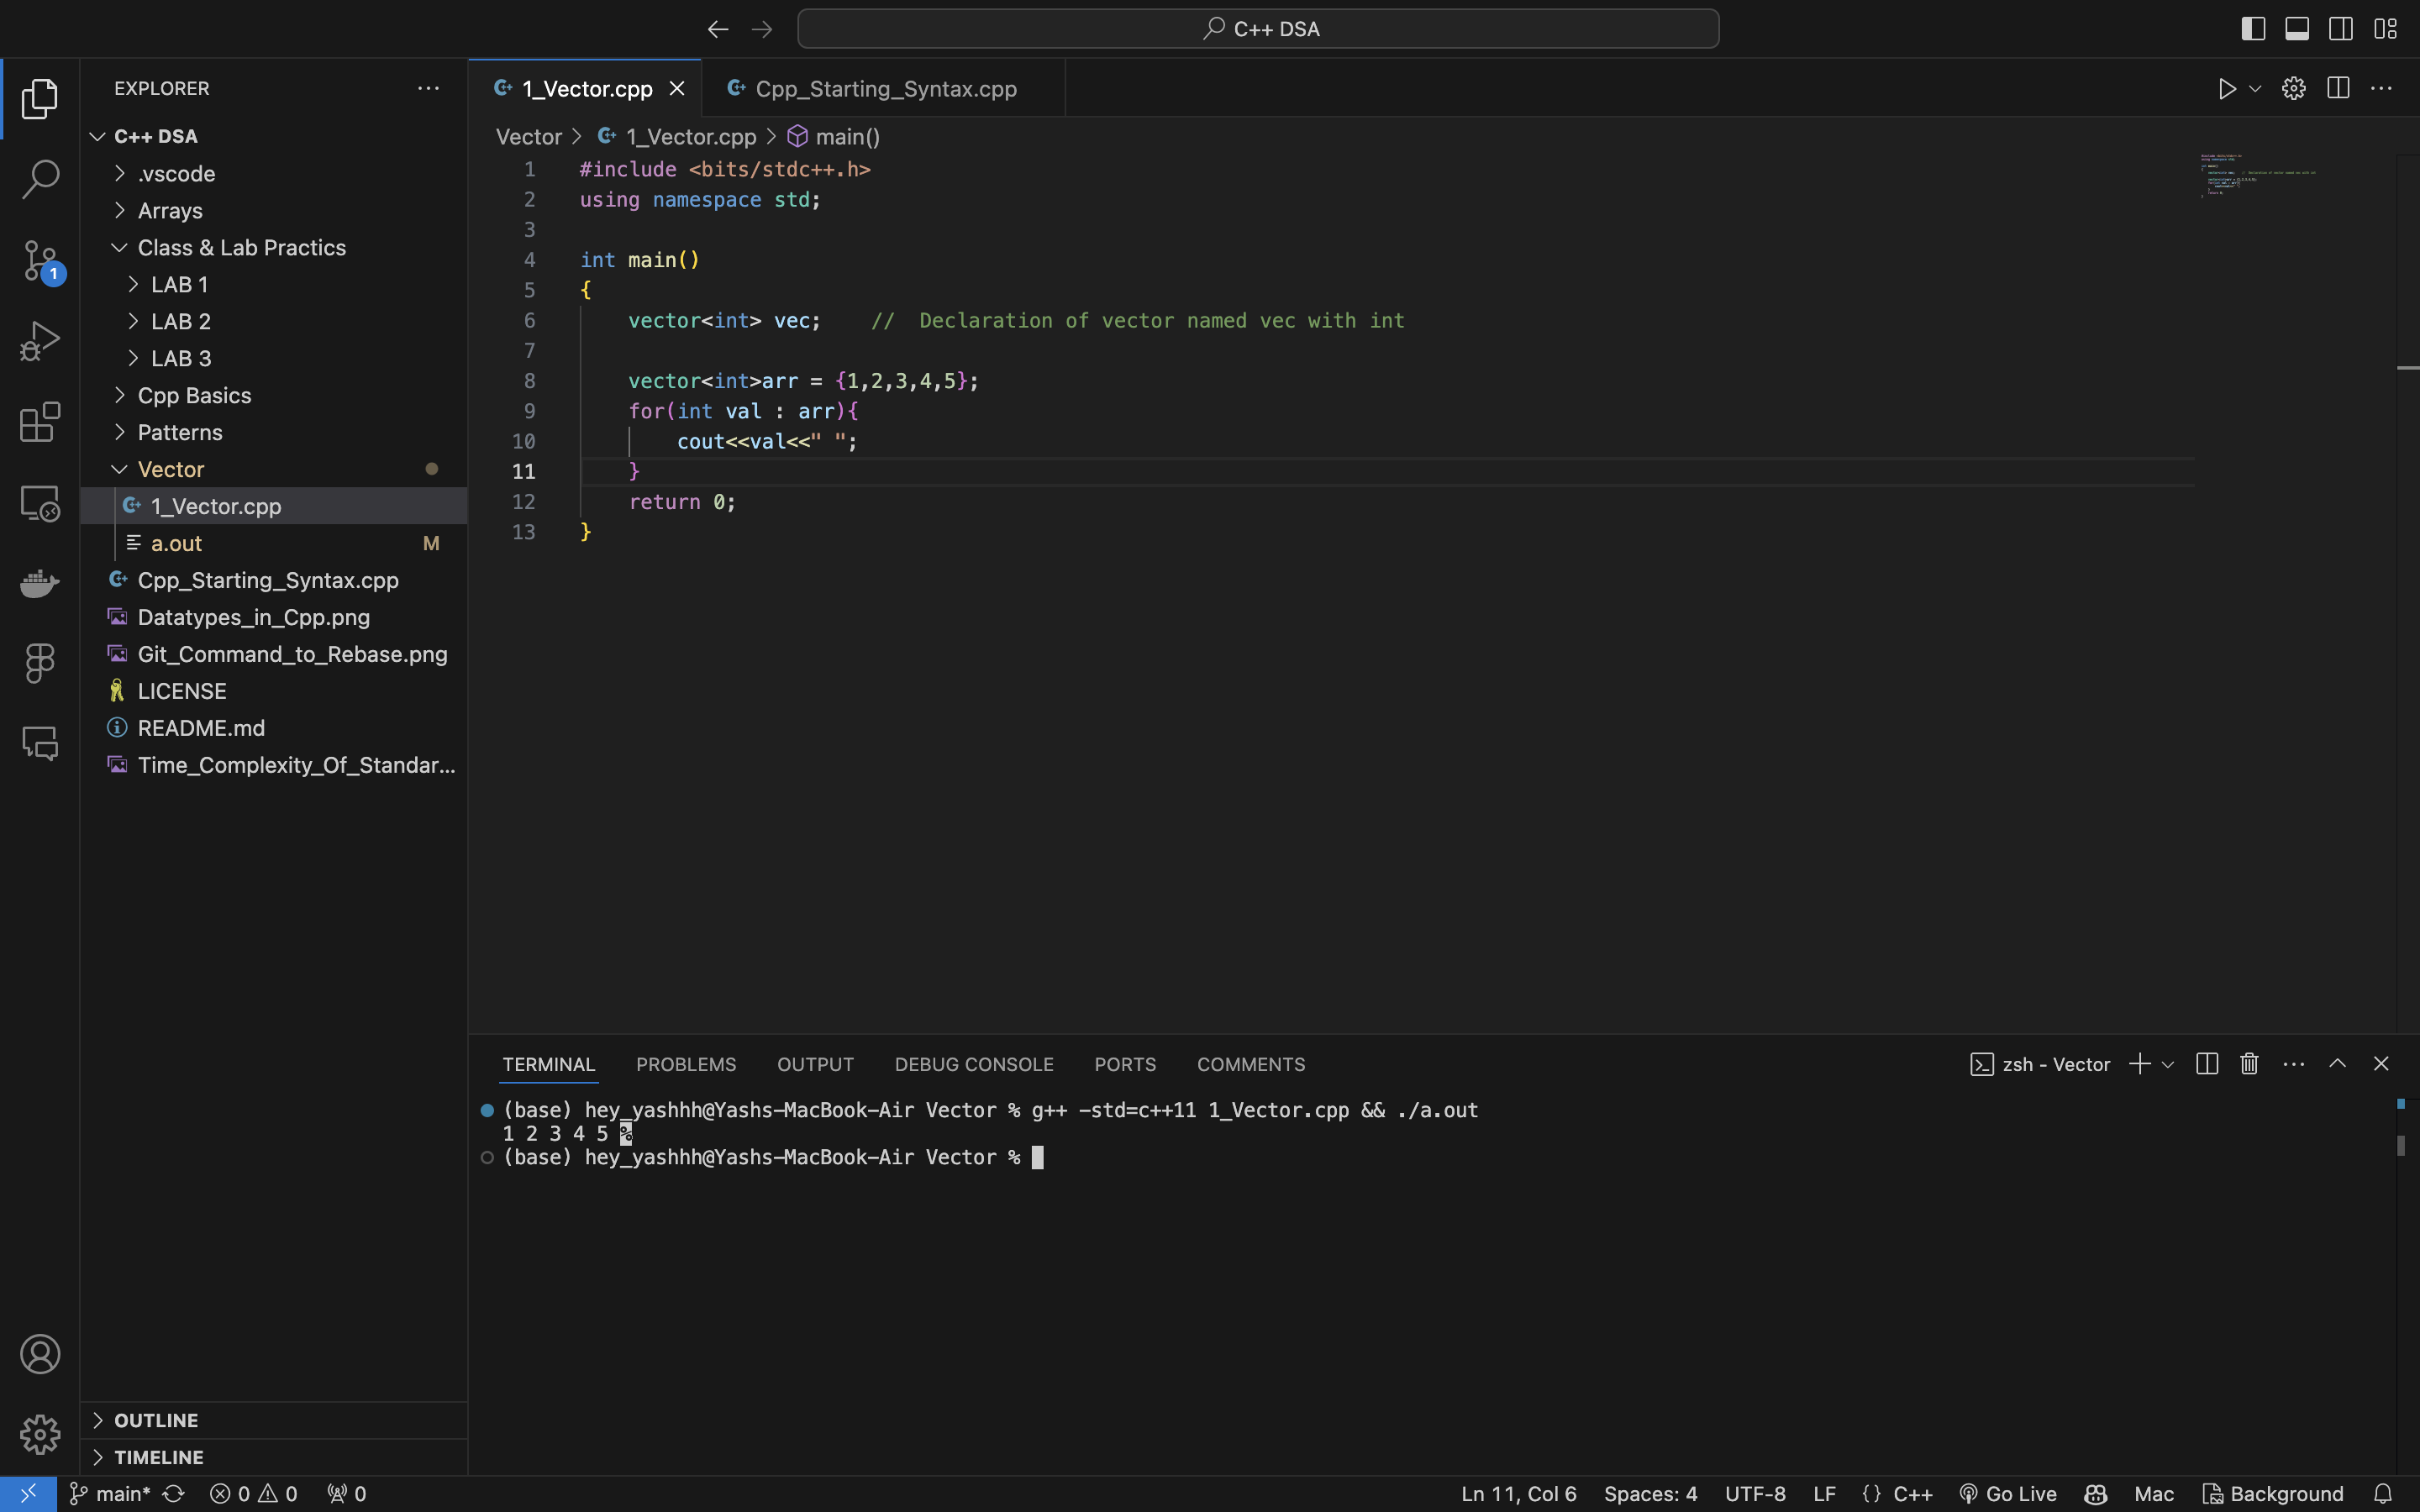 C++ DSA
EXPLORER
C++ DSA
.vscode
Arrays
Class & Lab Practics
LAB 1
LAB 2
LAB 3
Cpp Basics
Patterns
Vector
1_Vector.cpp
a.out M
Cpp_Starting_Syntax.cpp
Datatypes_in_Cpp.png
Git_Command_to_Rebase.png
LICENSE
README.md
Time_Complexity_Of_Standar...
OUTLINE
TIMELINE
1
1_Vector.cpp Cpp_Starting_Syntax.cpp
Vector > 1_Vector.cpp > main()
1 #include <bits/stdc++.h>
2 using namespace std;
3
4 int main()
5 {
6 vector<int> vec; // Declaration of vector named vec with int
7
8 vector<int>arr = {1,2,3,4,5};
9 for(int val : arr){
10 cout<<val<<" ";
11 }
12 return 0;
13 }
TERMINAL PROBLEMS OUTPUT DEBUG CONSOLE PORTS COMMENTS zsh - Vector
(base) hey_yashhh@Yashs-MacBook-Air Vector % g++ -std=c++11 1_Vector.cpp && ./a.out
1 2 3 4 5 %
(base) hey_yashhh@Yashs-MacBook-Air Vector %
main* 0 0 0 Ln 11, Col 6 Spaces: 4 UTF-8 LF {} C++ Go Live Mac Background